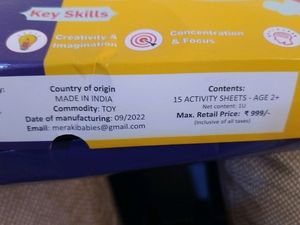 Key Skills
Creativity &
Imagination
Concentration
& Focus
Country of origin
MADE IN INDIA
Commodity: TOY
Date of manufacturing: 09/2022
Email: merakibabies@gmail.com
Contents:
15 ACTIVITY SHEETS - AGE 2+
Net content: 1U
Max. Retail Price: ₹ 999/-
(Inclusive of all taxes)